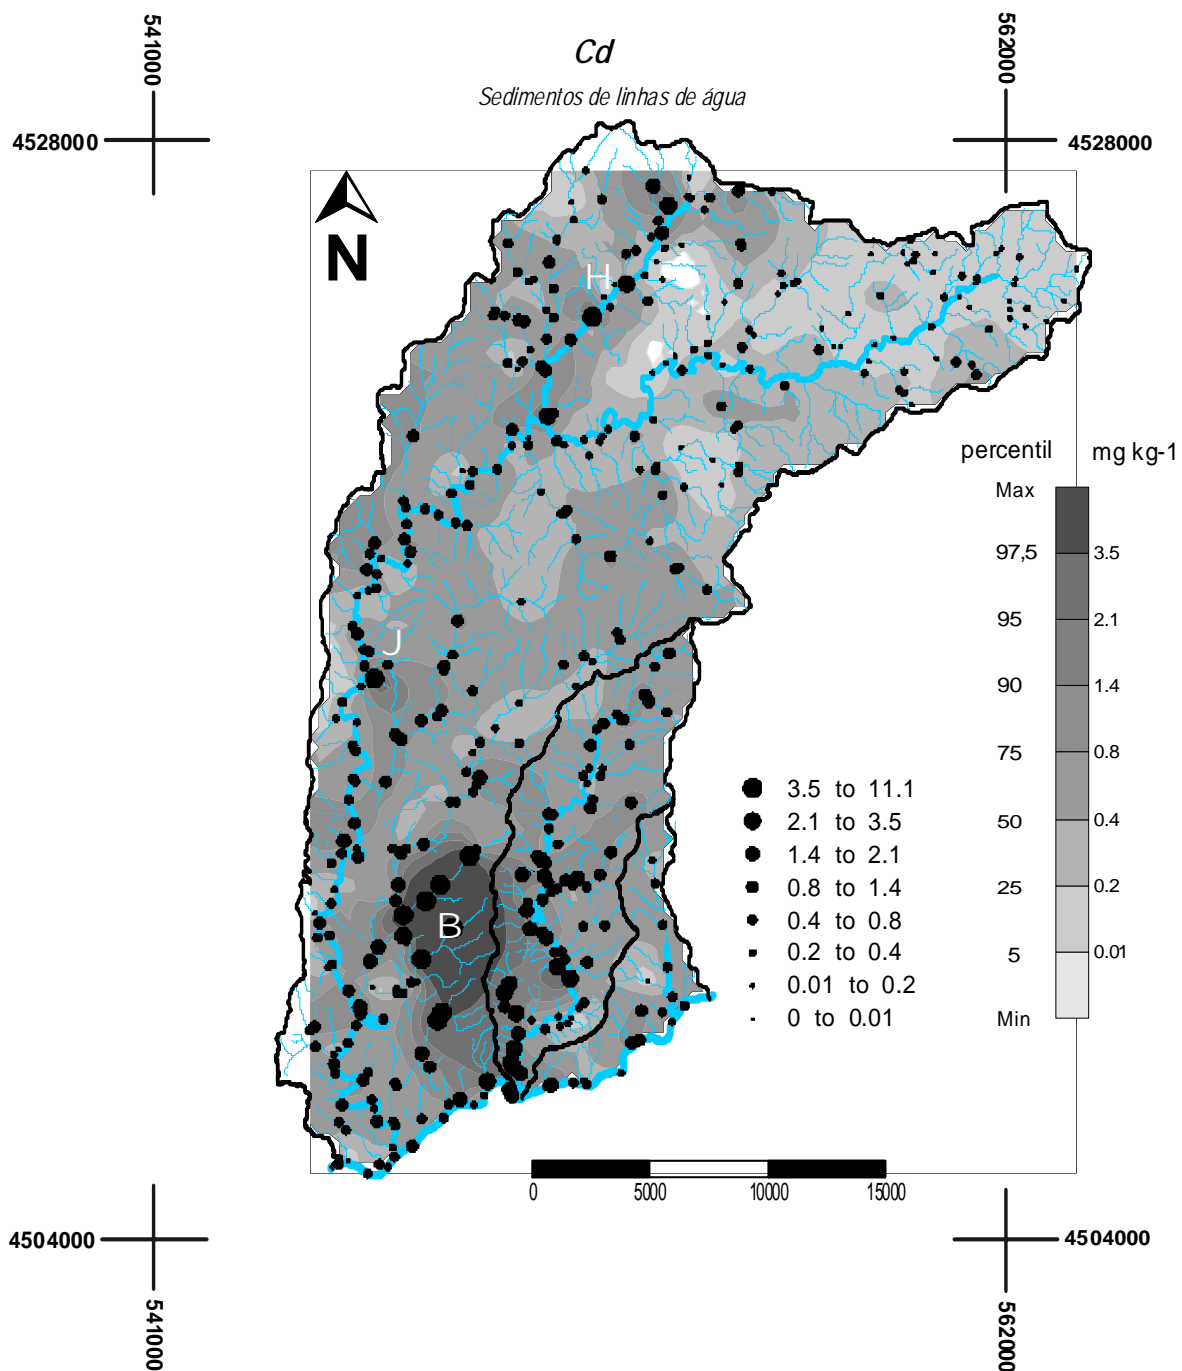 541000
562000
Cd
Sedimentos de linhas de água
4528000
4528000
N
H
percentil
mg kg-1
Max
97,5
3.5
95
2.1
J
90
1.4
75
0.8
3.5 to 11.1
2.1 to 3.5
50
0.4
1.4 to 2.1
0.8 to 1.4
25
0.2
0.4 to 0.8
B
0.2 to 0.4
5
0.01
0.01 to 0.2
0 to 0.01
Min
0
5000
10000
15000
4504000
4504000
541000
562000